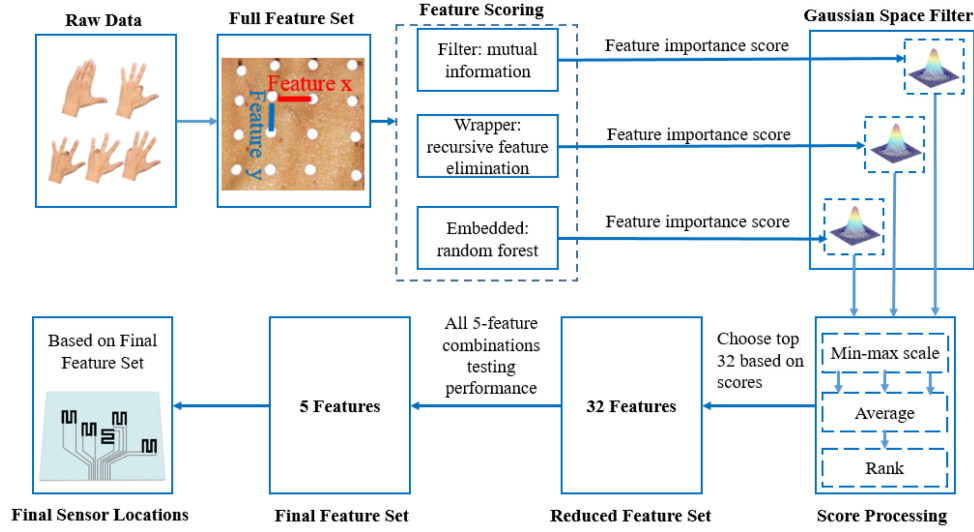 Raw Data
Full Feature Set
Feature Scoring
Gaussian Space Filter
Feature x
Feature y
Filter: mutual
information
Feature importance score
Wrapper:
recursive feature
elimination
Feature importance score
Embedded:
random forest
Feature importance score
Based on Final
Feature Set
5 Features
All 5-feature
combinations
testing
performance
32 Features
Choose top
32 based on
scores
Min-max scale
Average
Rank
Final Sensor Locations
Final Feature Set
Reduced Feature Set
Score Processing